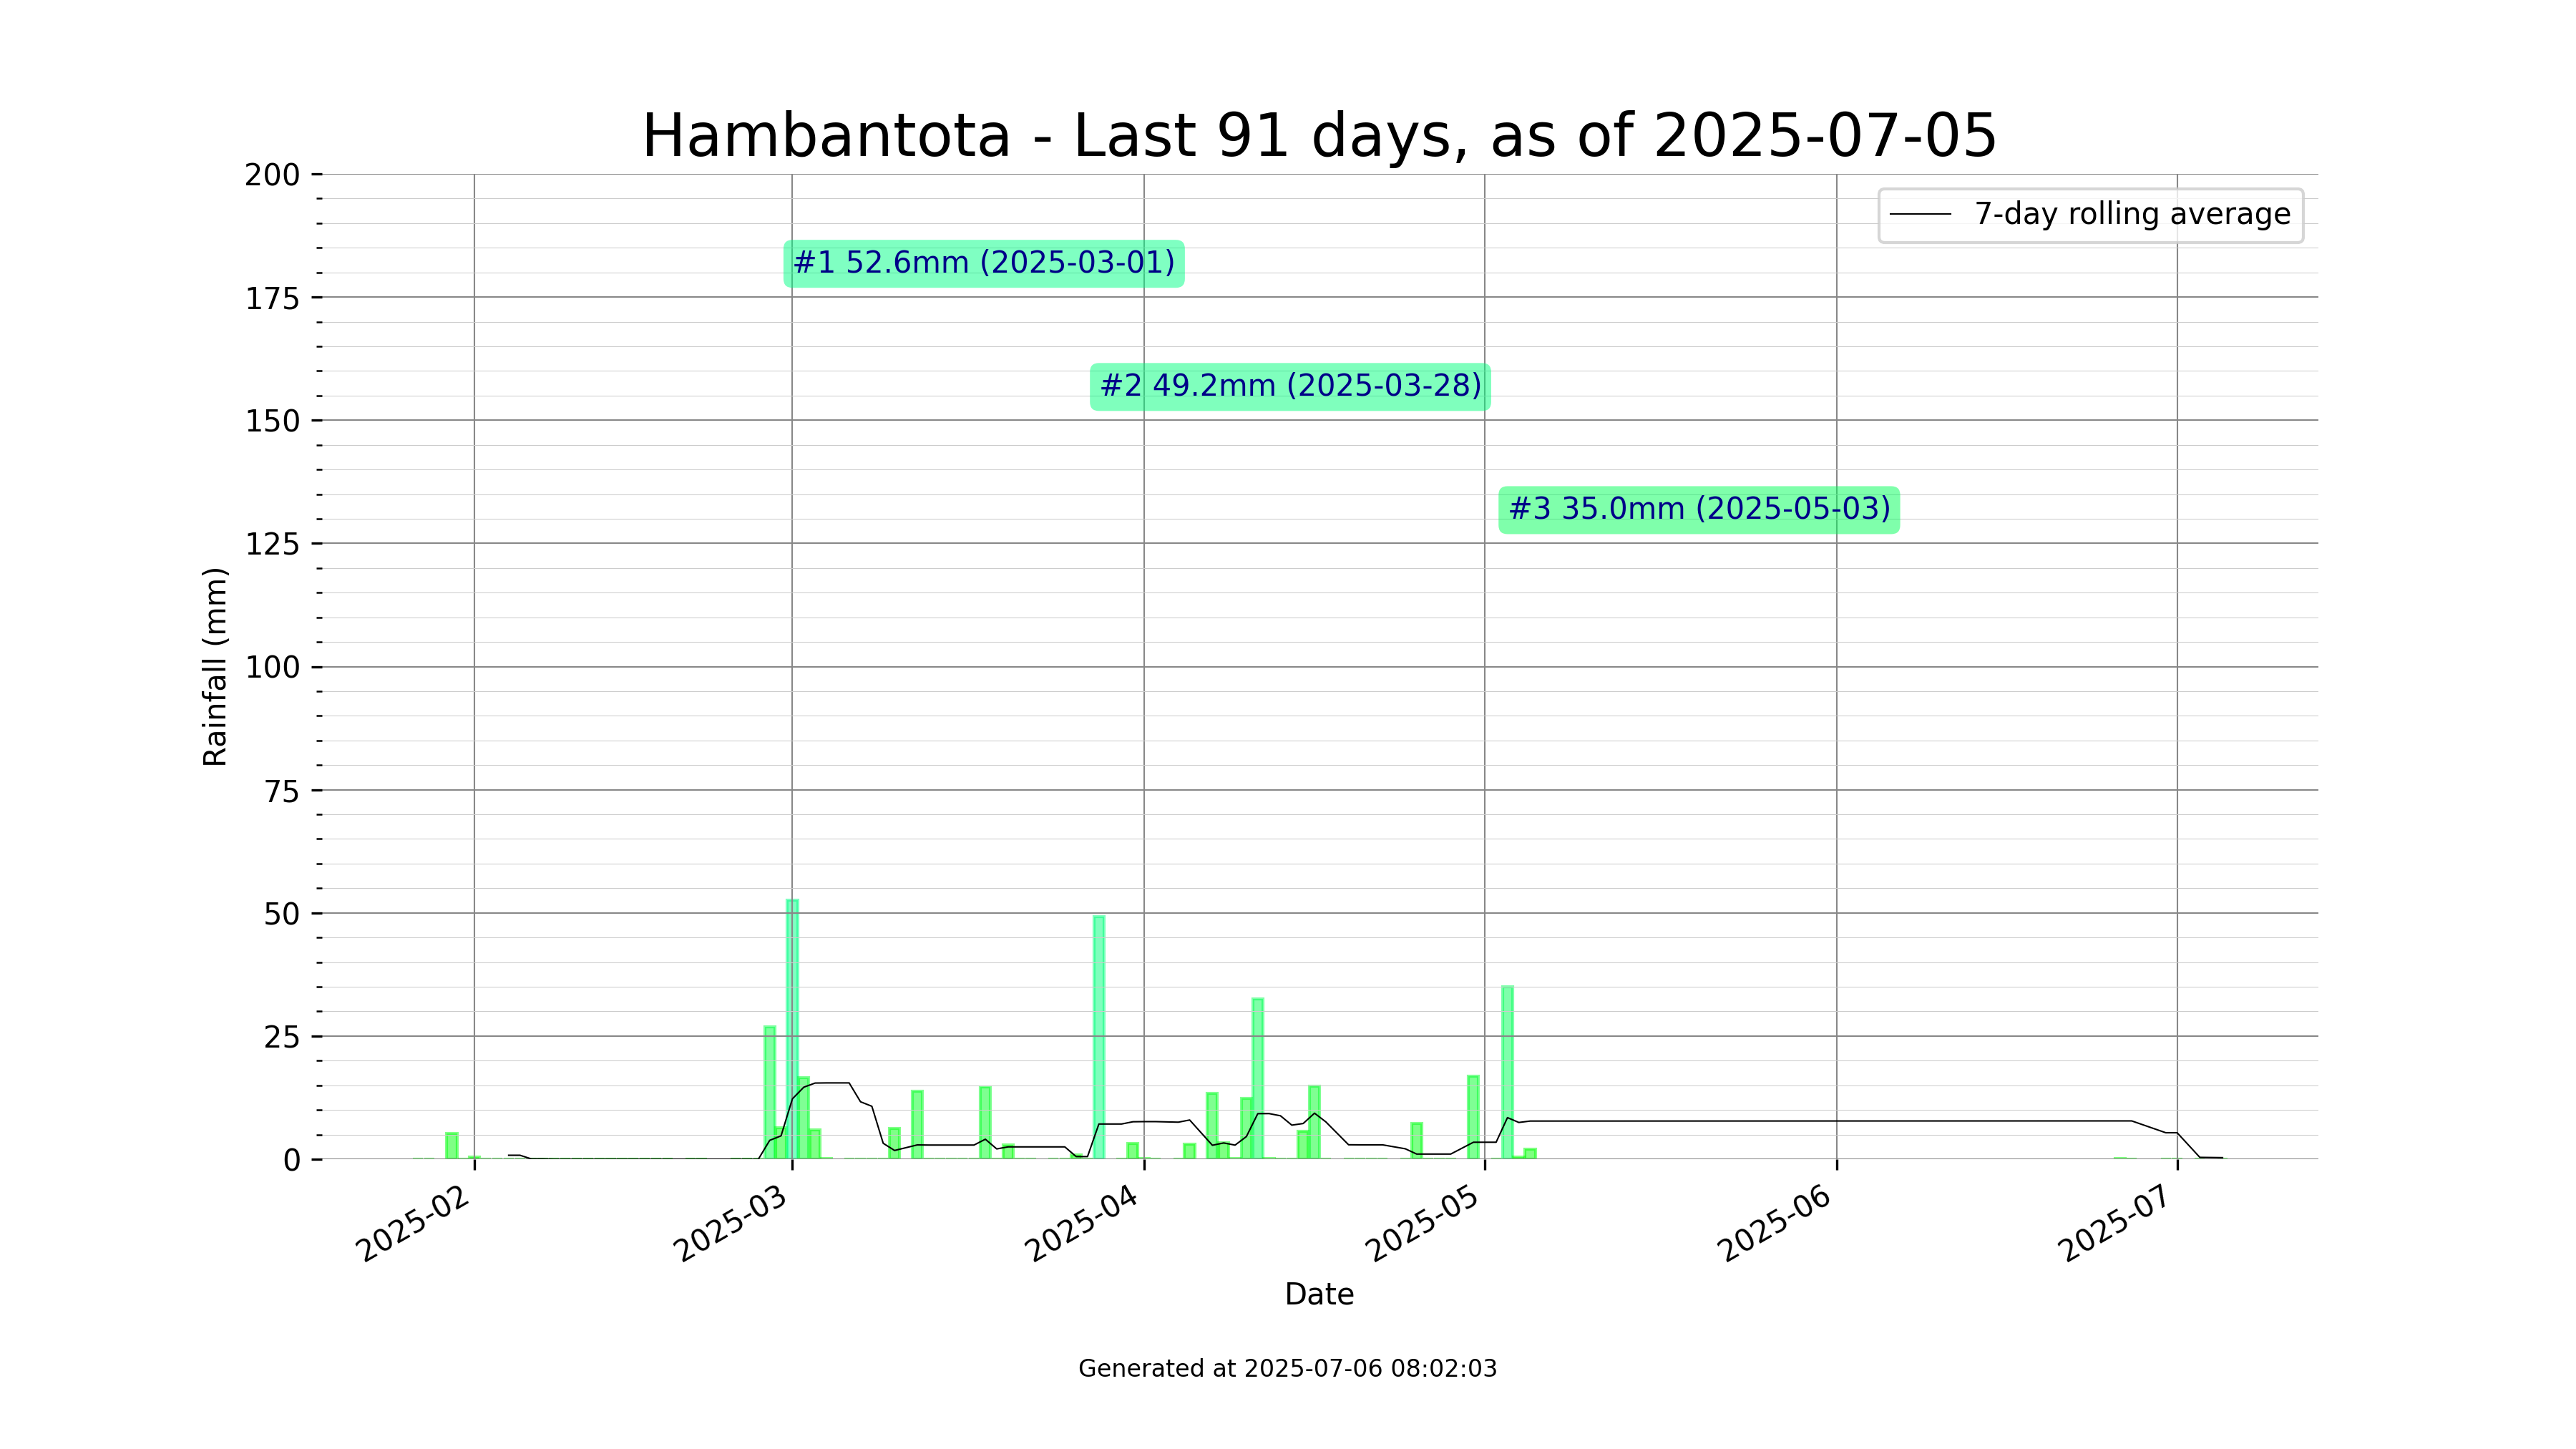 Hambantota - Last 91 days, as of 2025-07-05
200
175
150
125
100
75
50
25
0
Rainfall (mm)
7-day rolling average
#1 52.6mm (2025-03-01)
#2 49.2mm (2025-03-28)
#3 35.0mm (2025-05-03)
2025-02
2025-03
2025-04
2025-05
2025-06
2025-07
Date
Generated at 2025-07-06 08:02:03